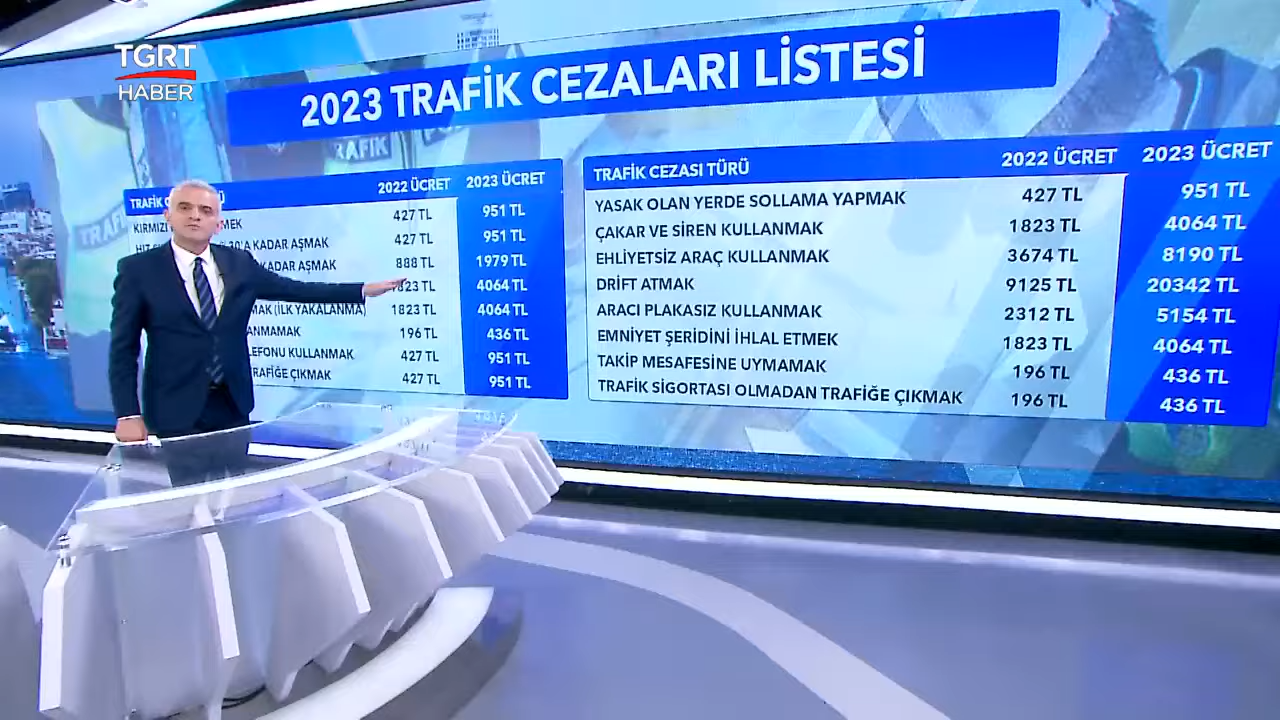 TGRT
HABER
2023 TRAFİK CEZALARI LİSTESİ
TRAFİK
TRAFİK
2022 ÜCRET 2023 ÜCRET
427 TL 951 TL
30'A KADAR AŞMAK 427 TL 951 TL
KADAR AŞMAK 888 TL 1979 TL
4064 TL
(İLK YAKALANMA) 1823 TL 4064 TL
196 TL 436 TL
KULLANMAK 427 TL 951 TL
ÇIKMAK 427 TL 951 TL
TRAFİK CEZASI TÜRÜ 2022 ÜCRET 2023 ÜCRET
YASAK OLAN YERDE SOLLAMA YAPMAK 427 TL 951 TL
ÇAKAR VE SİREN KULLANMAK 1823 TL 4064 TL
EHLİYETSİZ ARAÇ KULLANMAK 3674 TL 8190 TL
DRİFT ATMAK 9125 TL 20342 TL
ARACI PLAKASIZ KULLANMAK 2312 TL 5154 TL
EMNİYET ŞERİDİNİ İHLAL ETMEK 1823 TL 4064 TL
TAKİP MESAFESİNE UYMAMAK 196 TL 436 TL
TRAFİK SİGORTASI OLMADAN TRAFİĞE ÇIKMAK 196 TL 436 TL